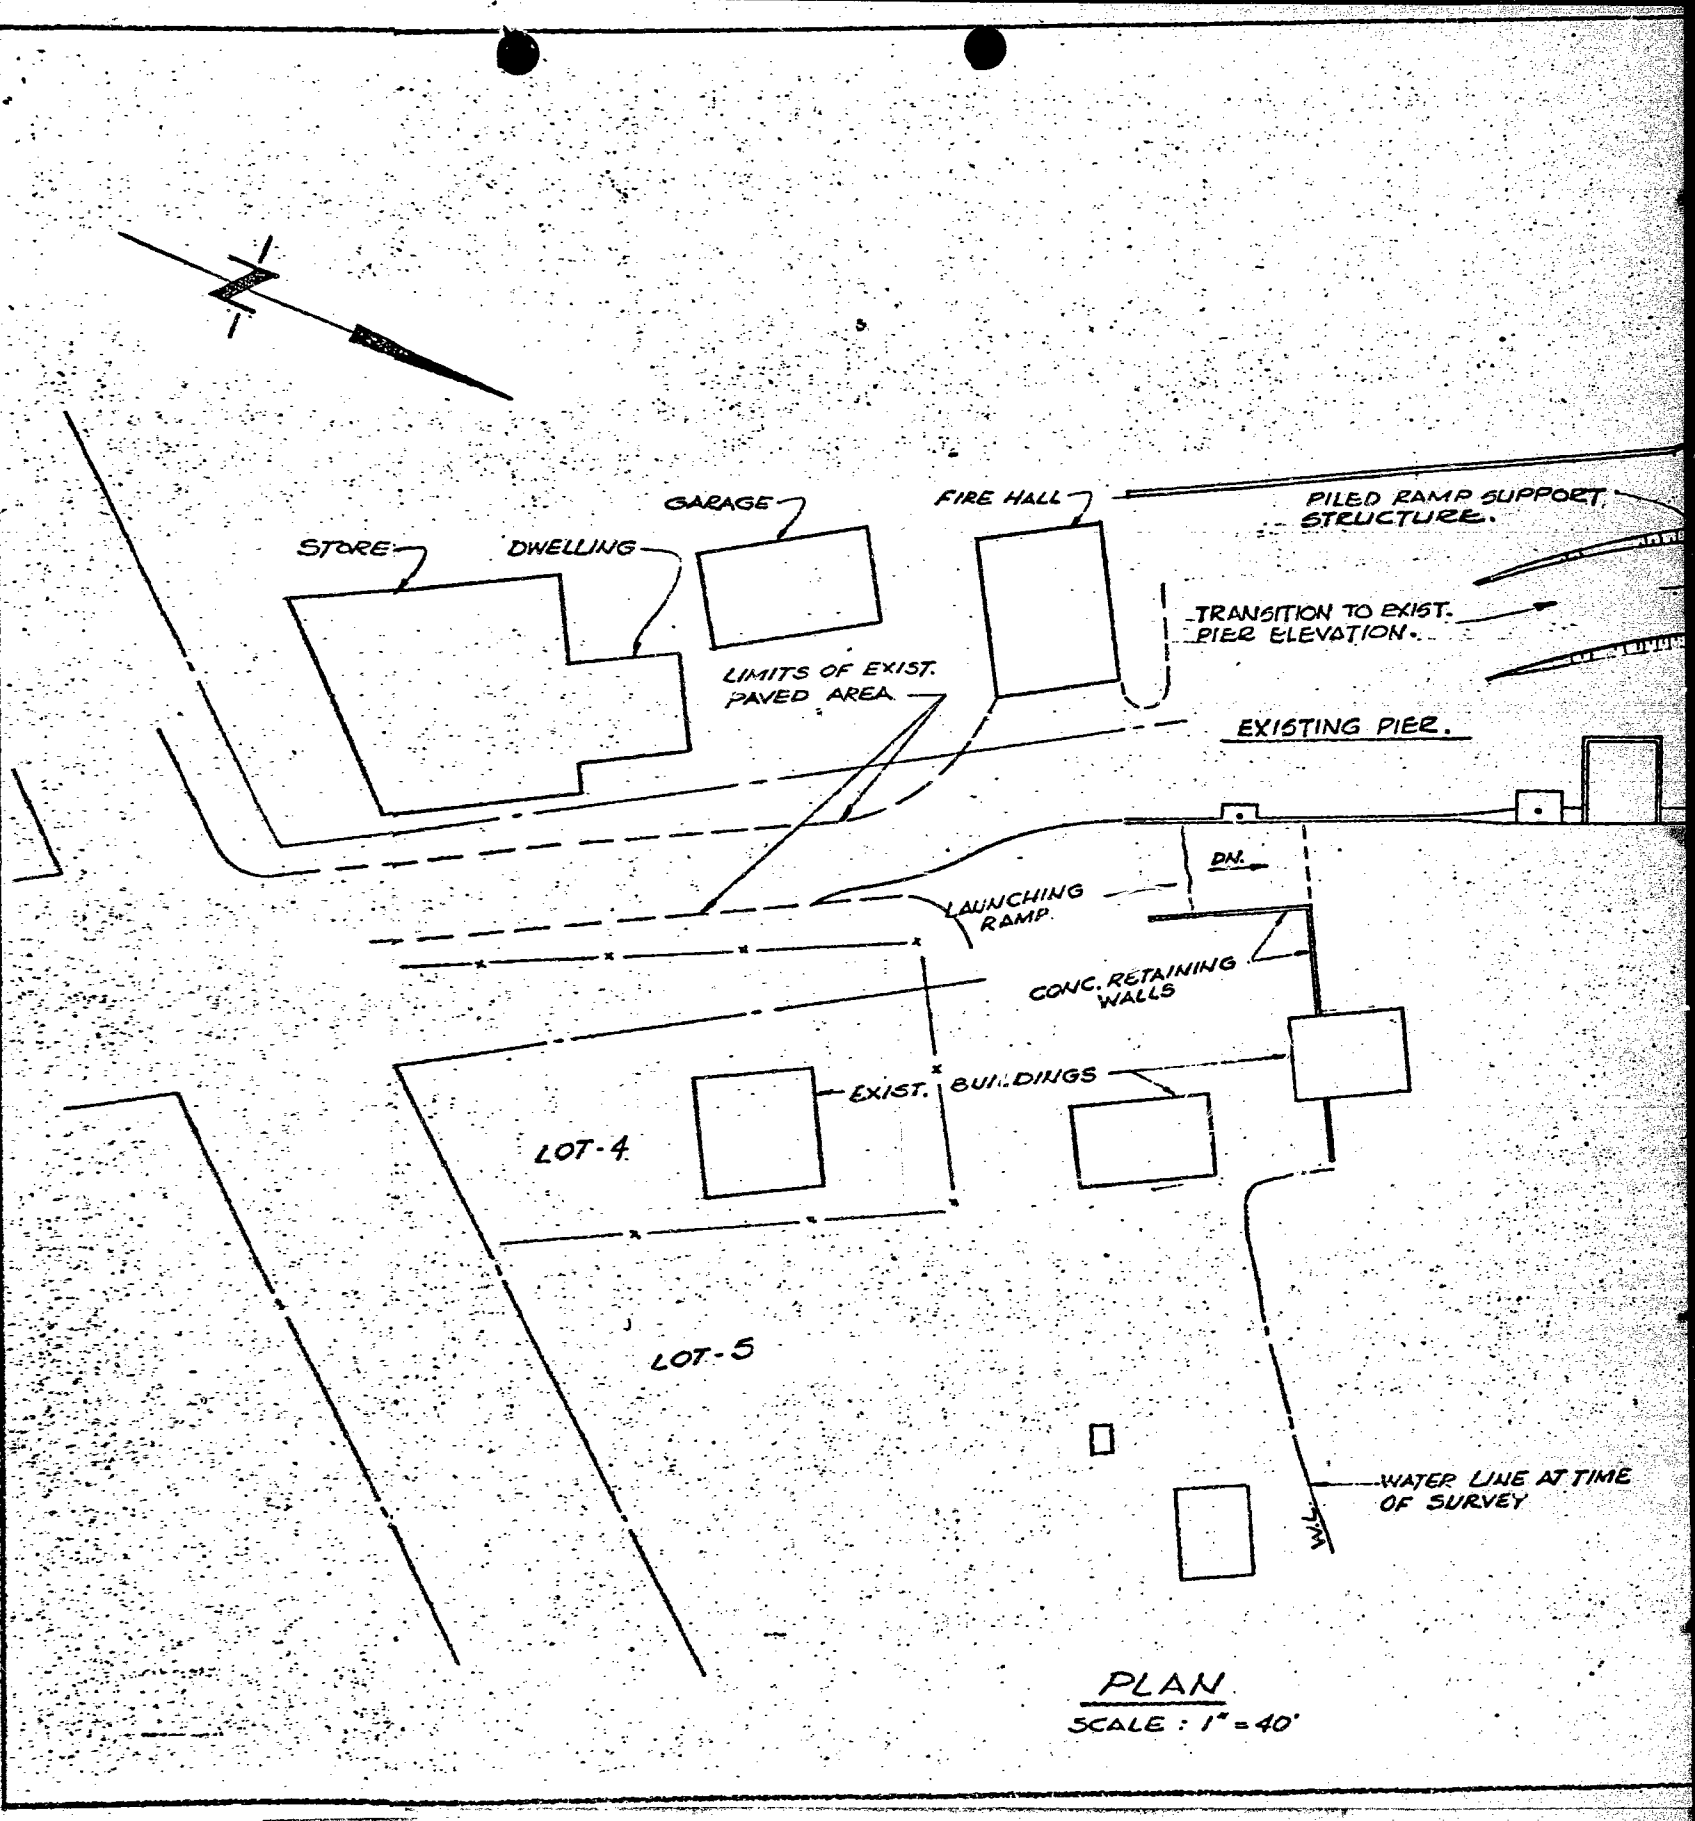 N
GARAGE
FIRE HALL
PILED RAMP SUPPORT
STRUCTURE.
STORE
DWELLING
TRANSITION TO EXIST.
PIER ELEVATION.
LIMITS OF EXIST.
PAVED AREA
EXISTING PIER.
DN.
LAUNCHING
RAMP.
CONC. RETAINING
WALLS
EXIST. BUILDINGS
LOT-4
LOT-5
WATER LINE AT TIME
OF SURVEY
W.L.
PLAN
SCALE : 1" = 40'